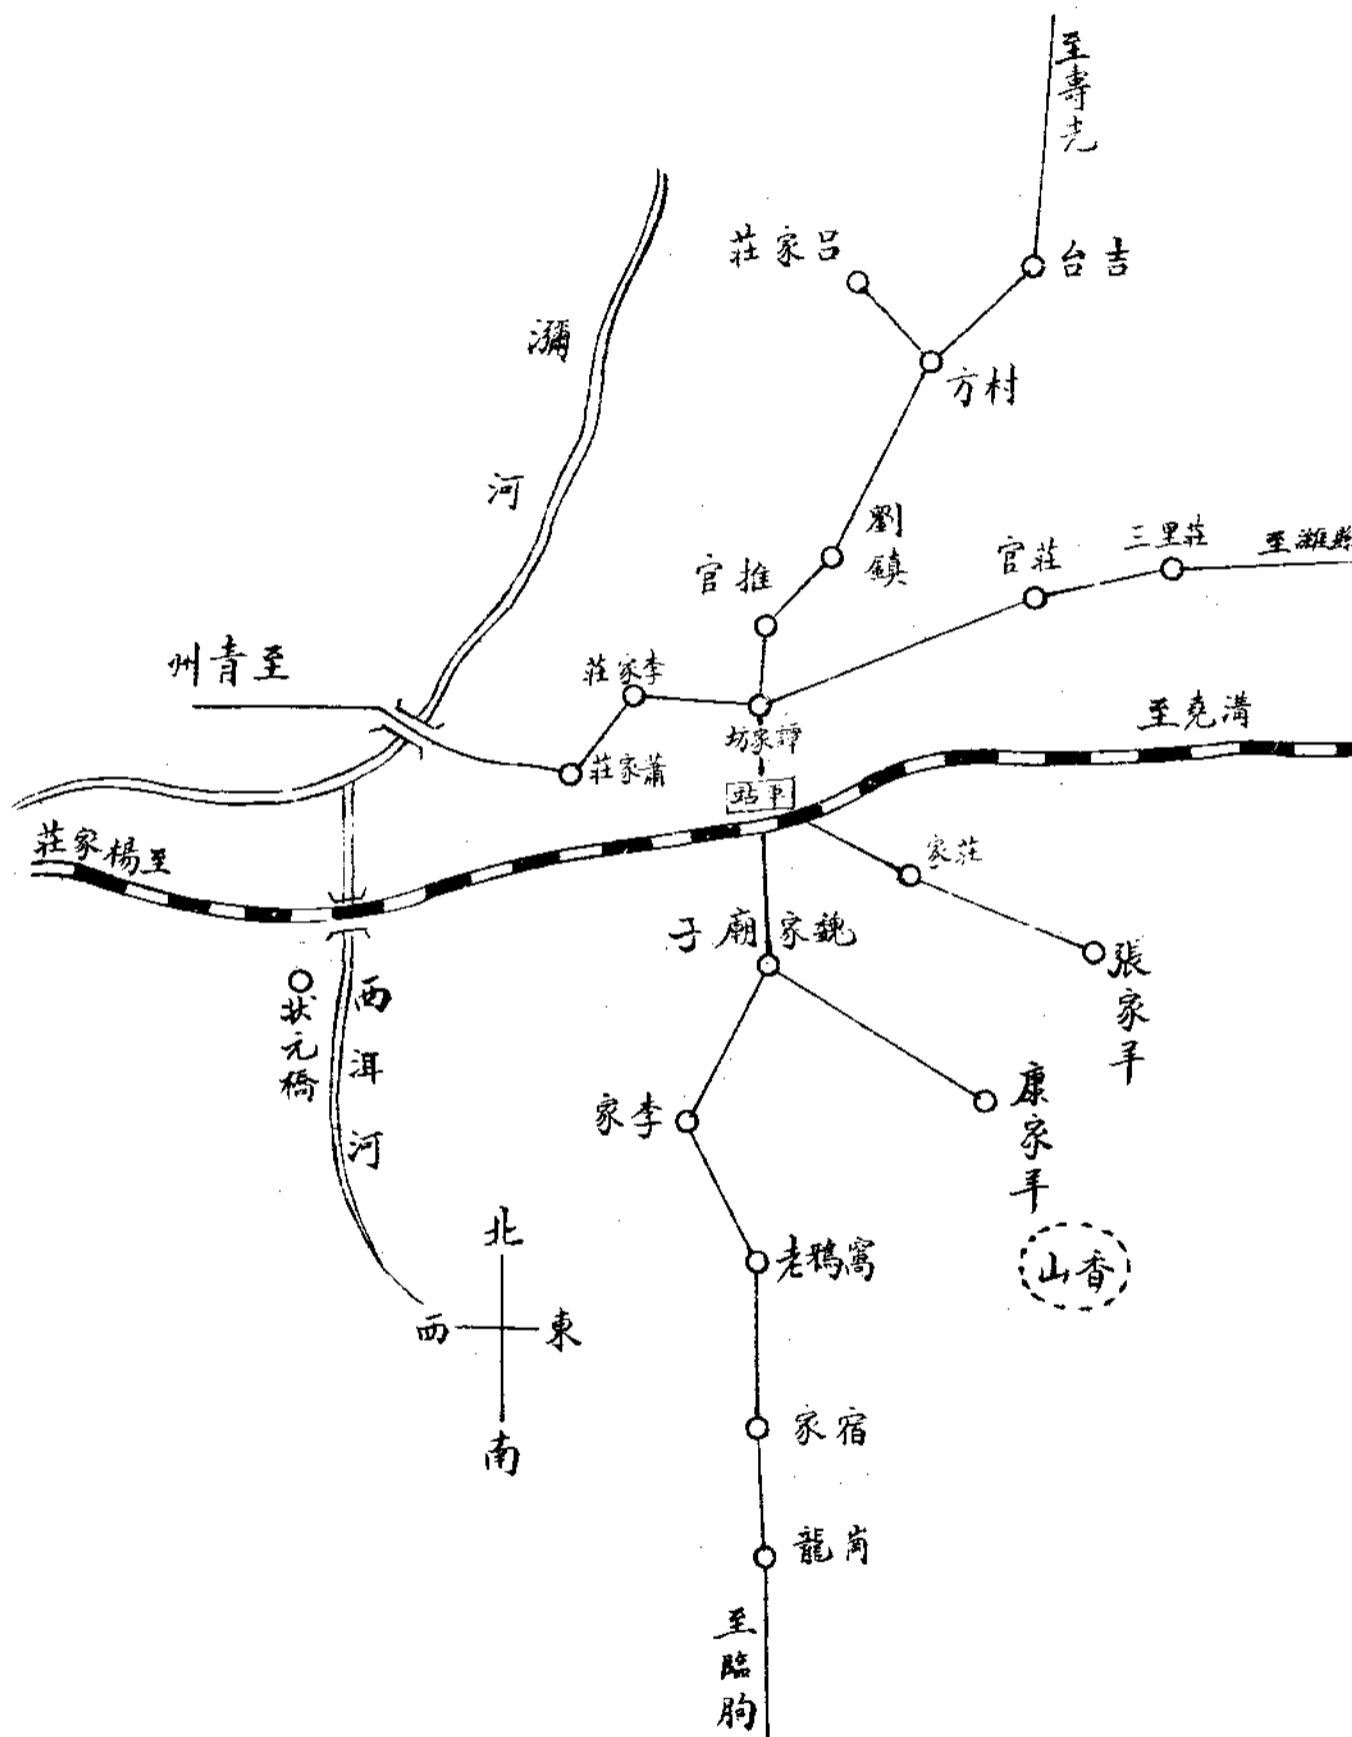 至壽光
吉台
呂家莊
方村
瀰河
劉鎮
官推
官莊
三里莊
至濰縣
至青州
李家莊
譚家坊
蕭家莊
車站
至堯溝
至楊家莊
家莊
魏家廟子
張家羊
狀元橋
西洱河
李家
康家羊
香山
老鴉窩
北
西
東
南
宿家
龍崗
至臨朐